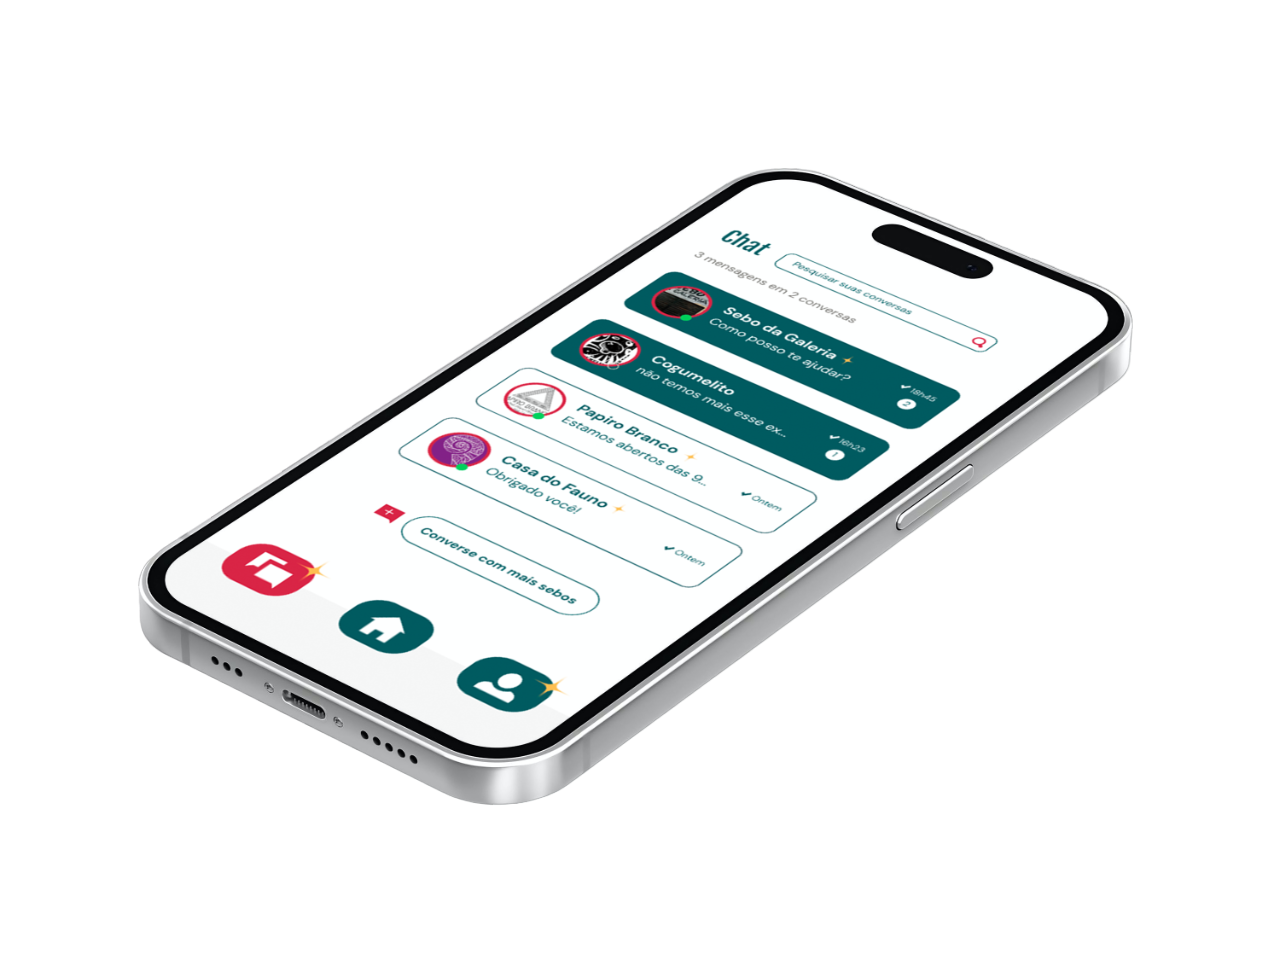 Chat
Pesquisar suas conversas
3 mensagens em 2 conversas
GALERIA
Sebo da Galeria
Como posso te ajudar?
18h45
2
Cogumelito
não temos mais esse ex...
16h23
1
Papiro Branco
Estamos abertos das 9...
Ontem
Casa do Fauno
Obrigado você!
Ontem
Converse com mais sebos